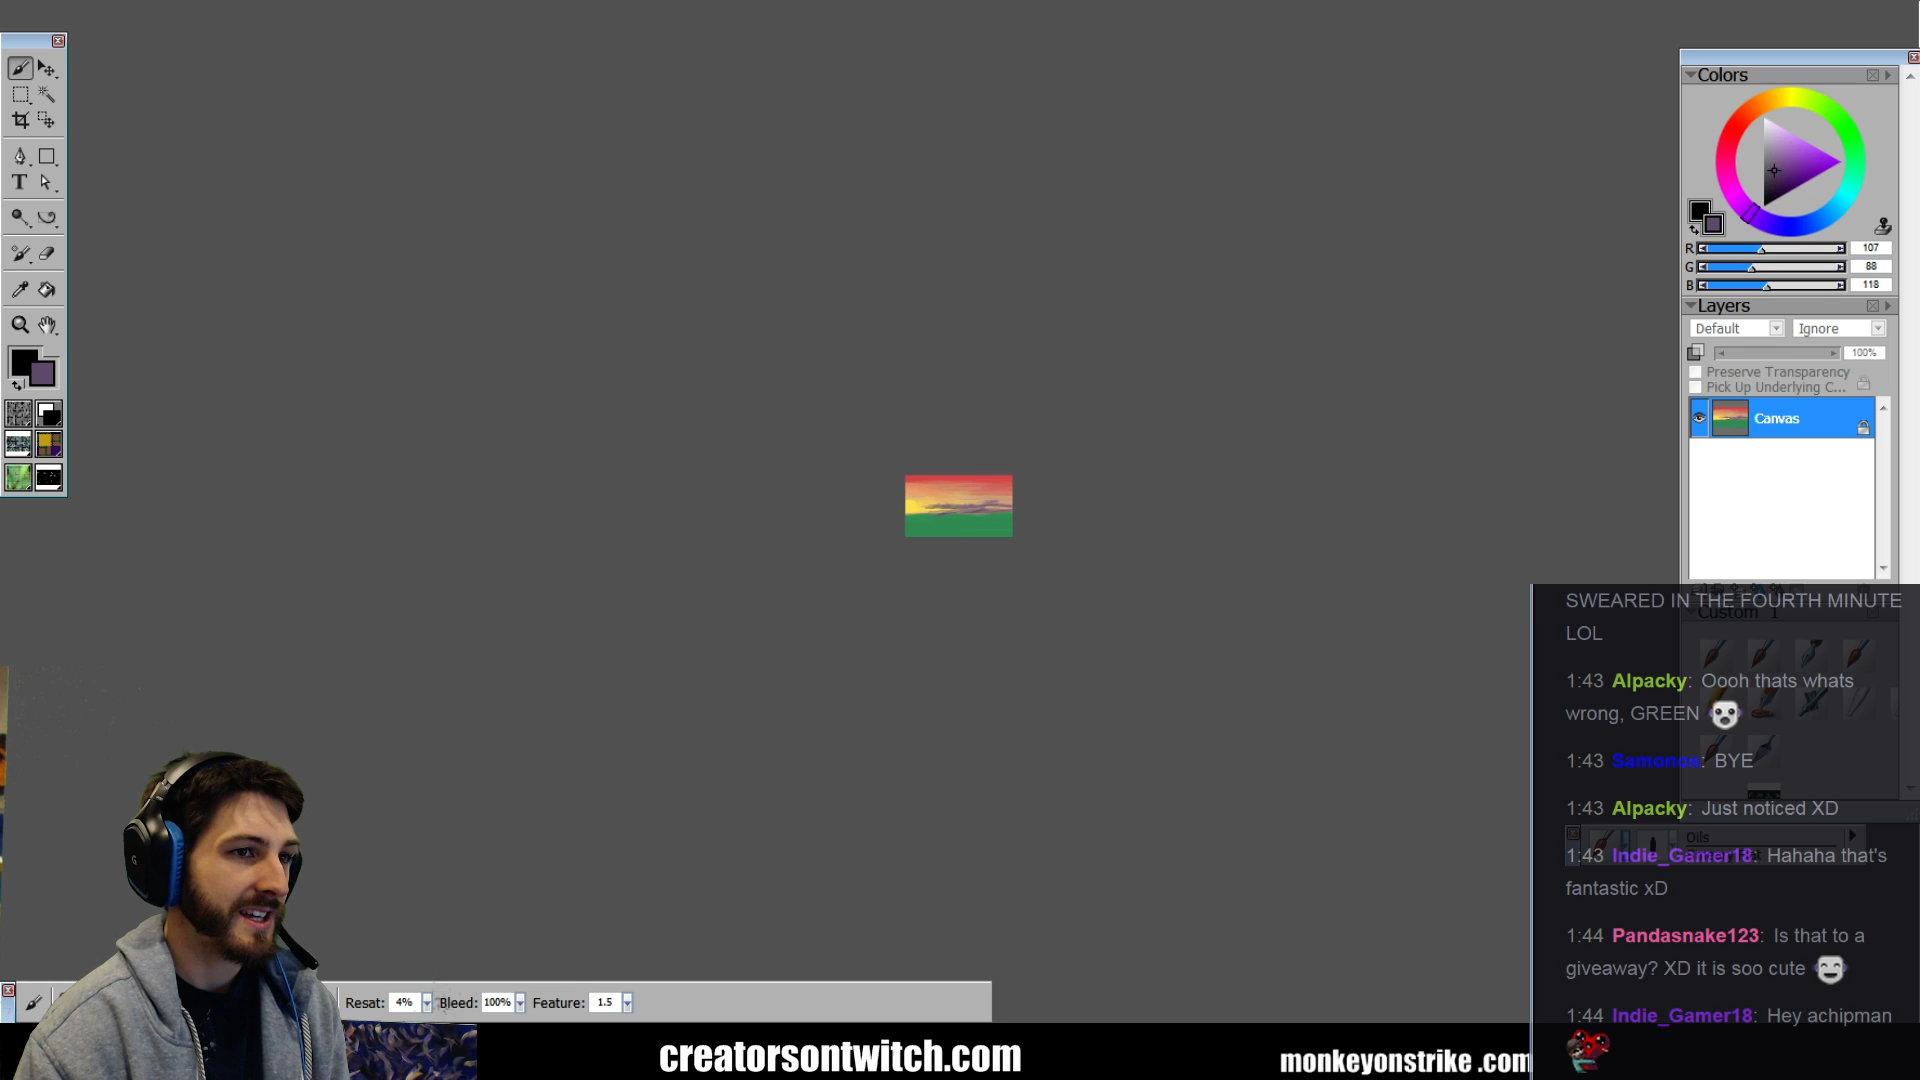 Colors
R 107
G 88
B 118
Layers
Default Ignore
100%
Preserve Transparency
Pick Up Underlying C...
Canvas
Custom 1
SWEARED IN THE FOURTH MINUTE
LOL
1:43 Alpacky: Oooh thats whats
wrong, GREEN
1:43 Samonos: BYE
1:43 Alpacky: Just noticed XD
Oils
1:43 Indie_Gamer18: Hahaha that's
fantastic xD
1:44 Pandasnake123: Is that to a
giveaway? XD it is soo cute
1:44 Indie_Gamer18: Hey achipman
T
G
Resat: 4% Bleed: 100% Feature: 1.5
creatorsontwitch.com
monkeyonstrike .com